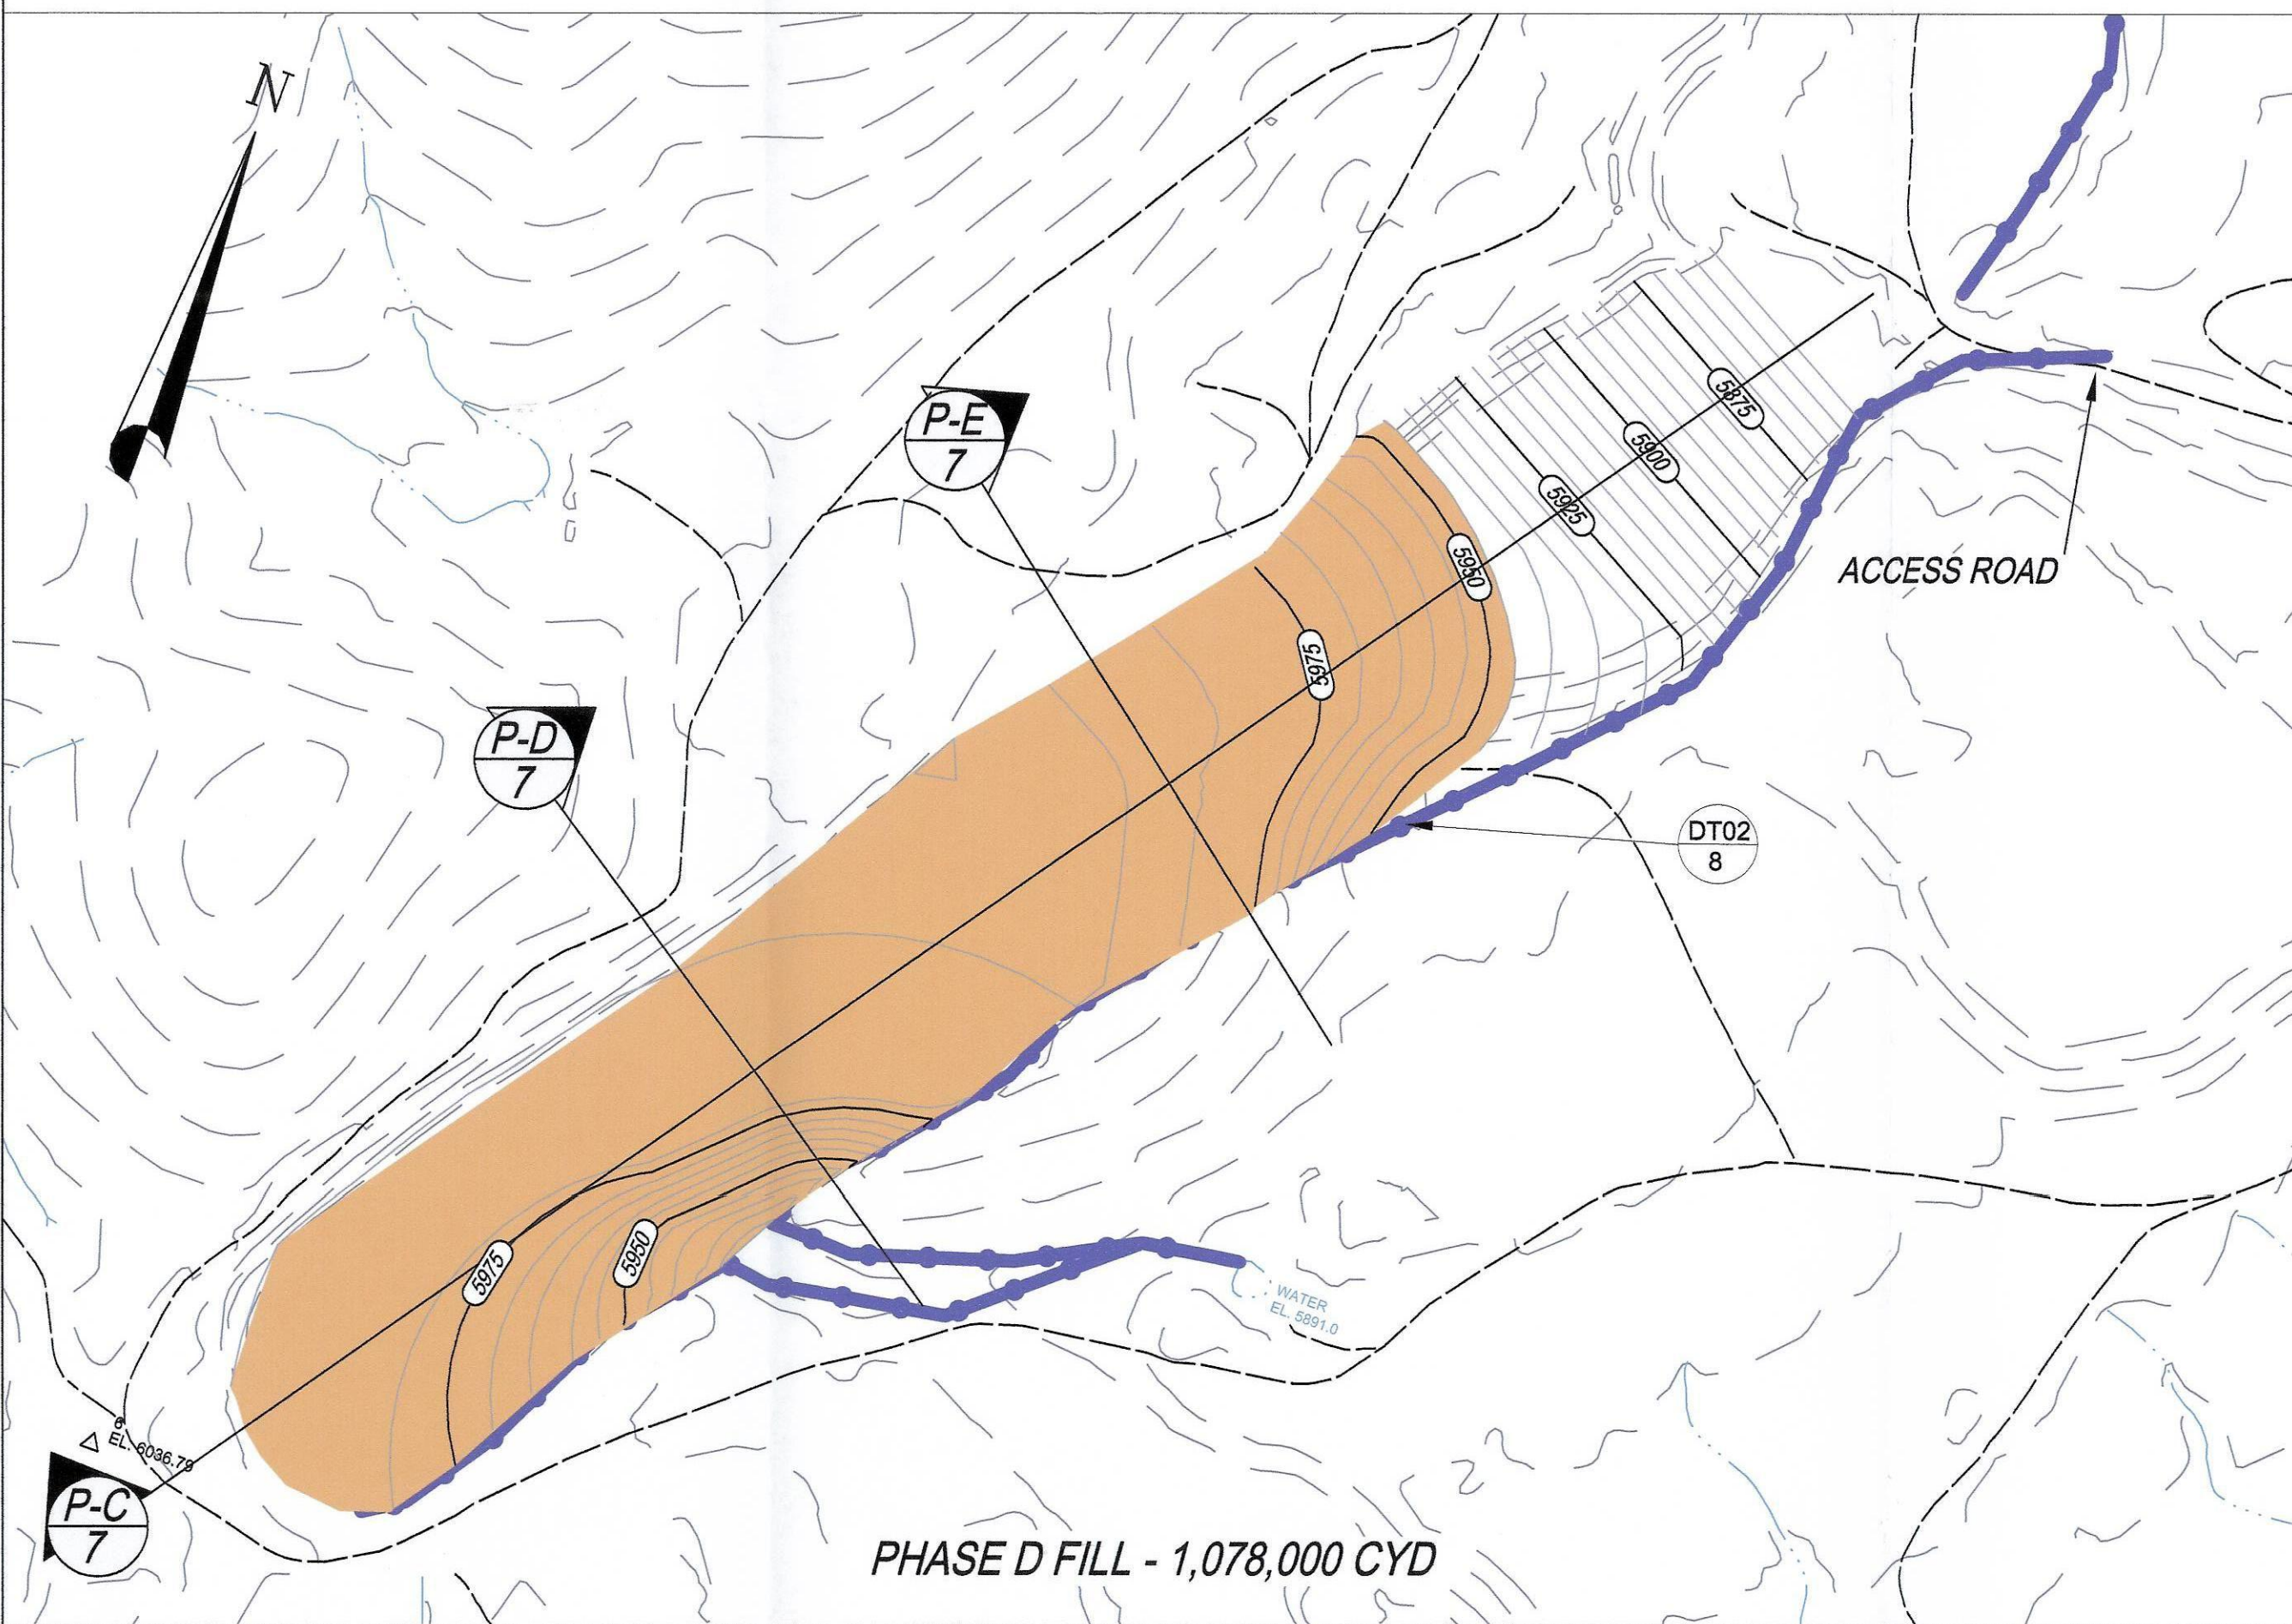 N
P-E
7
5875
5900
5925
5950
ACCESS ROAD
5975
P-D
7
DT02
8
5975
5950
WATER
EL. 5891.0
EL. 6036.79
P-C
7
PHASE D FILL - 1,078,000 CYD